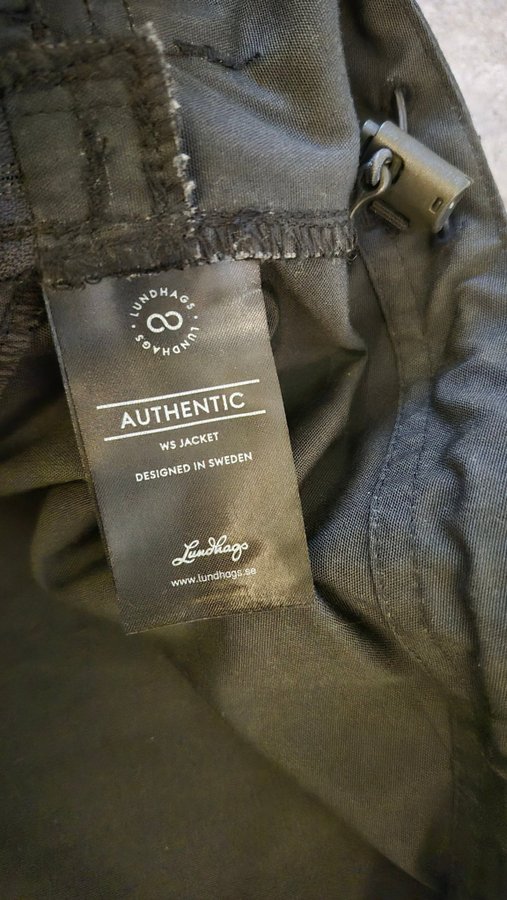 LUNDHAGS · LUNDHAGS ·
AUTHENTIC
WS JACKET
DESIGNED IN SWEDEN
Lundhags
www.lundhags.se